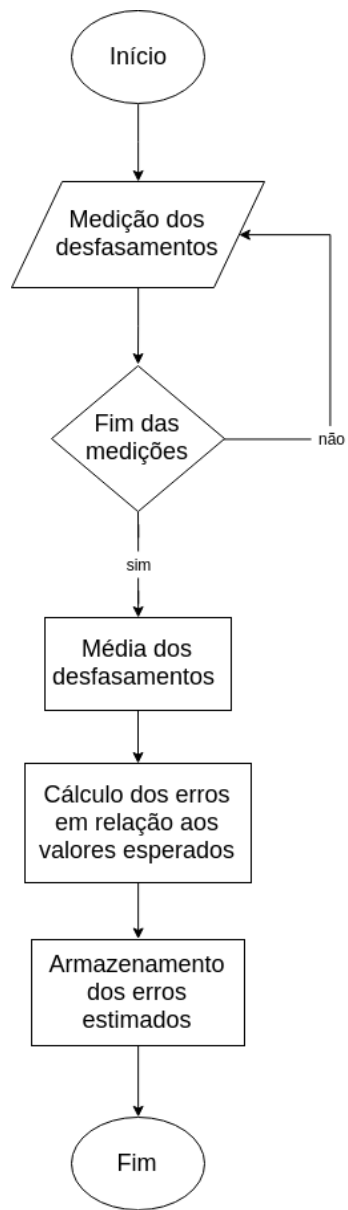 Início
Medição dos
desfasamentos
Fim das
medições
não
sim
Média dos
desfasamentos
Cálculo dos erros
em relação aos
valores esperados
Armazenamento
dos erros
estimados
Fim